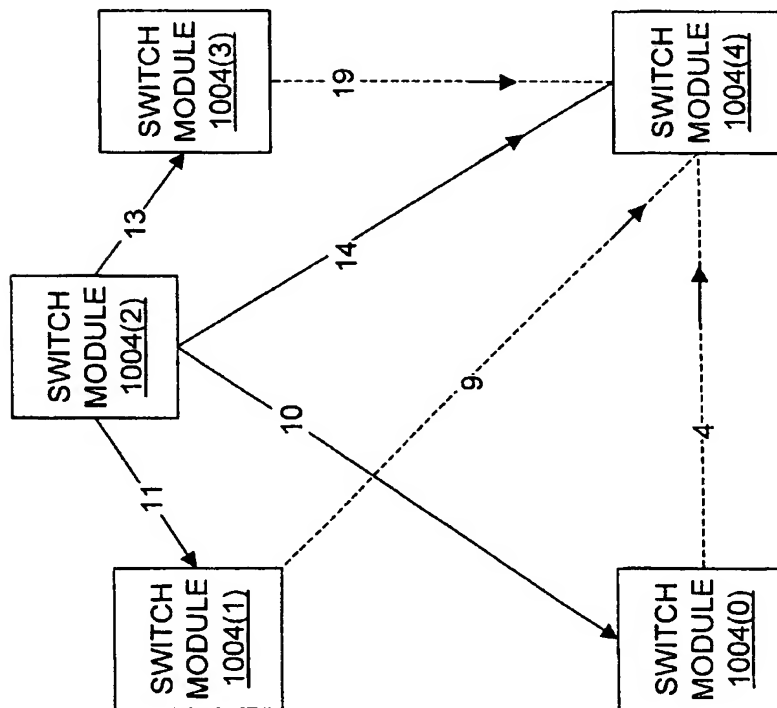 SWITCH
MODULE
1004(3)
19
SWITCH
MODULE
1004(4)
13
14
SWITCH
MODULE
1004(2)
10
9
4
11
SWITCH
MODULE
1004(1)
SWITCH
MODULE
1004(0)